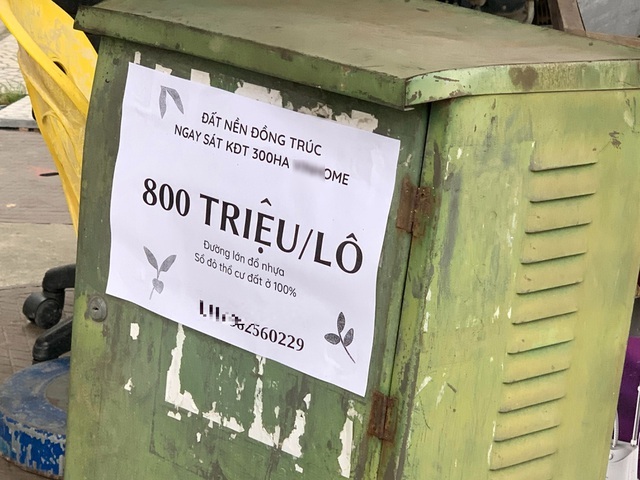 ĐẤT NỀN ĐỒNG TRÚC
NGAY SÁT KĐT 300HA OME
800 TRIỆU/LÔ
Đường lớn đổ nhựa
Sổ đỏ thổ cư đất ở 100%